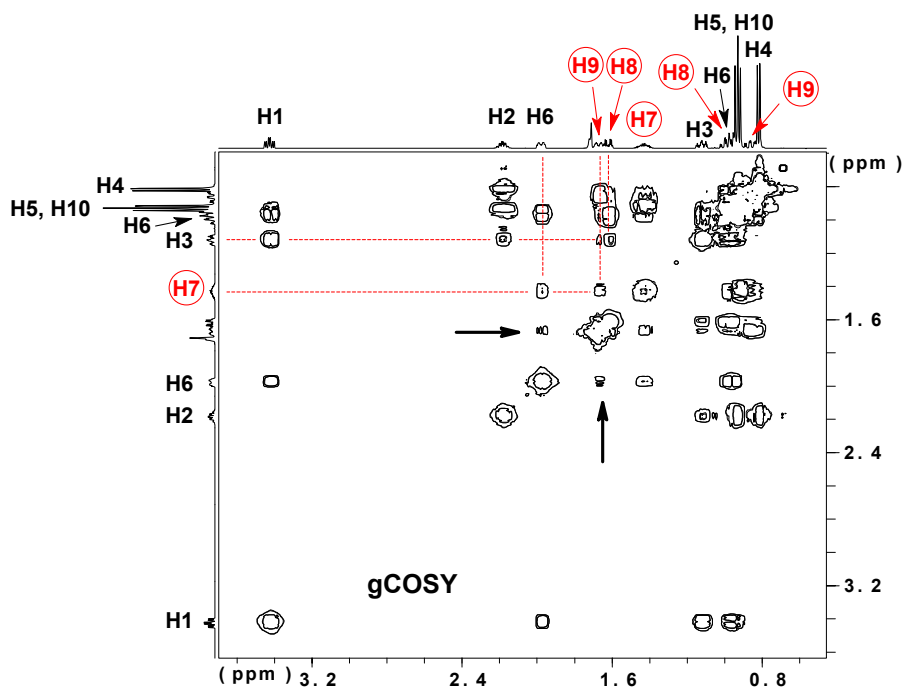 H5, H10
H4
H6
H9
H8
H8
H9
H1
H2
H6
H7
H3
(ppm)
H4
H5, H10
H6
H3
H7
1.6
H6
H2
2.4
gCOSY
3.2
H1
(ppm)
3.2
2.4
1.6
0.8